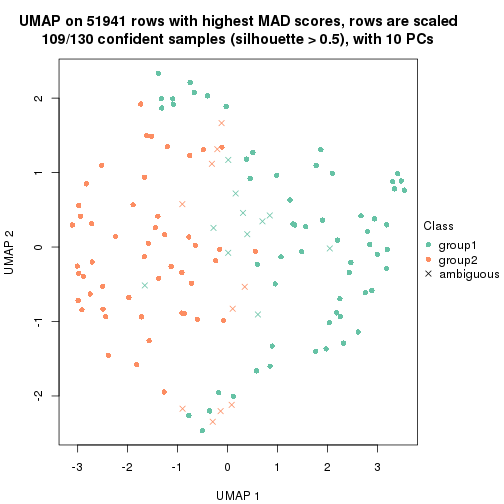 UMAP on 51941 rows with highest MAD scores, rows are scaled
109/130 confident samples (silhouette > 0.5), with 10 PCs
2
1
0
-1
-2
UMAP 2
-3 -2 -1 0 1 2 3
UMAP 1
Class
group1
group2
ambiguous